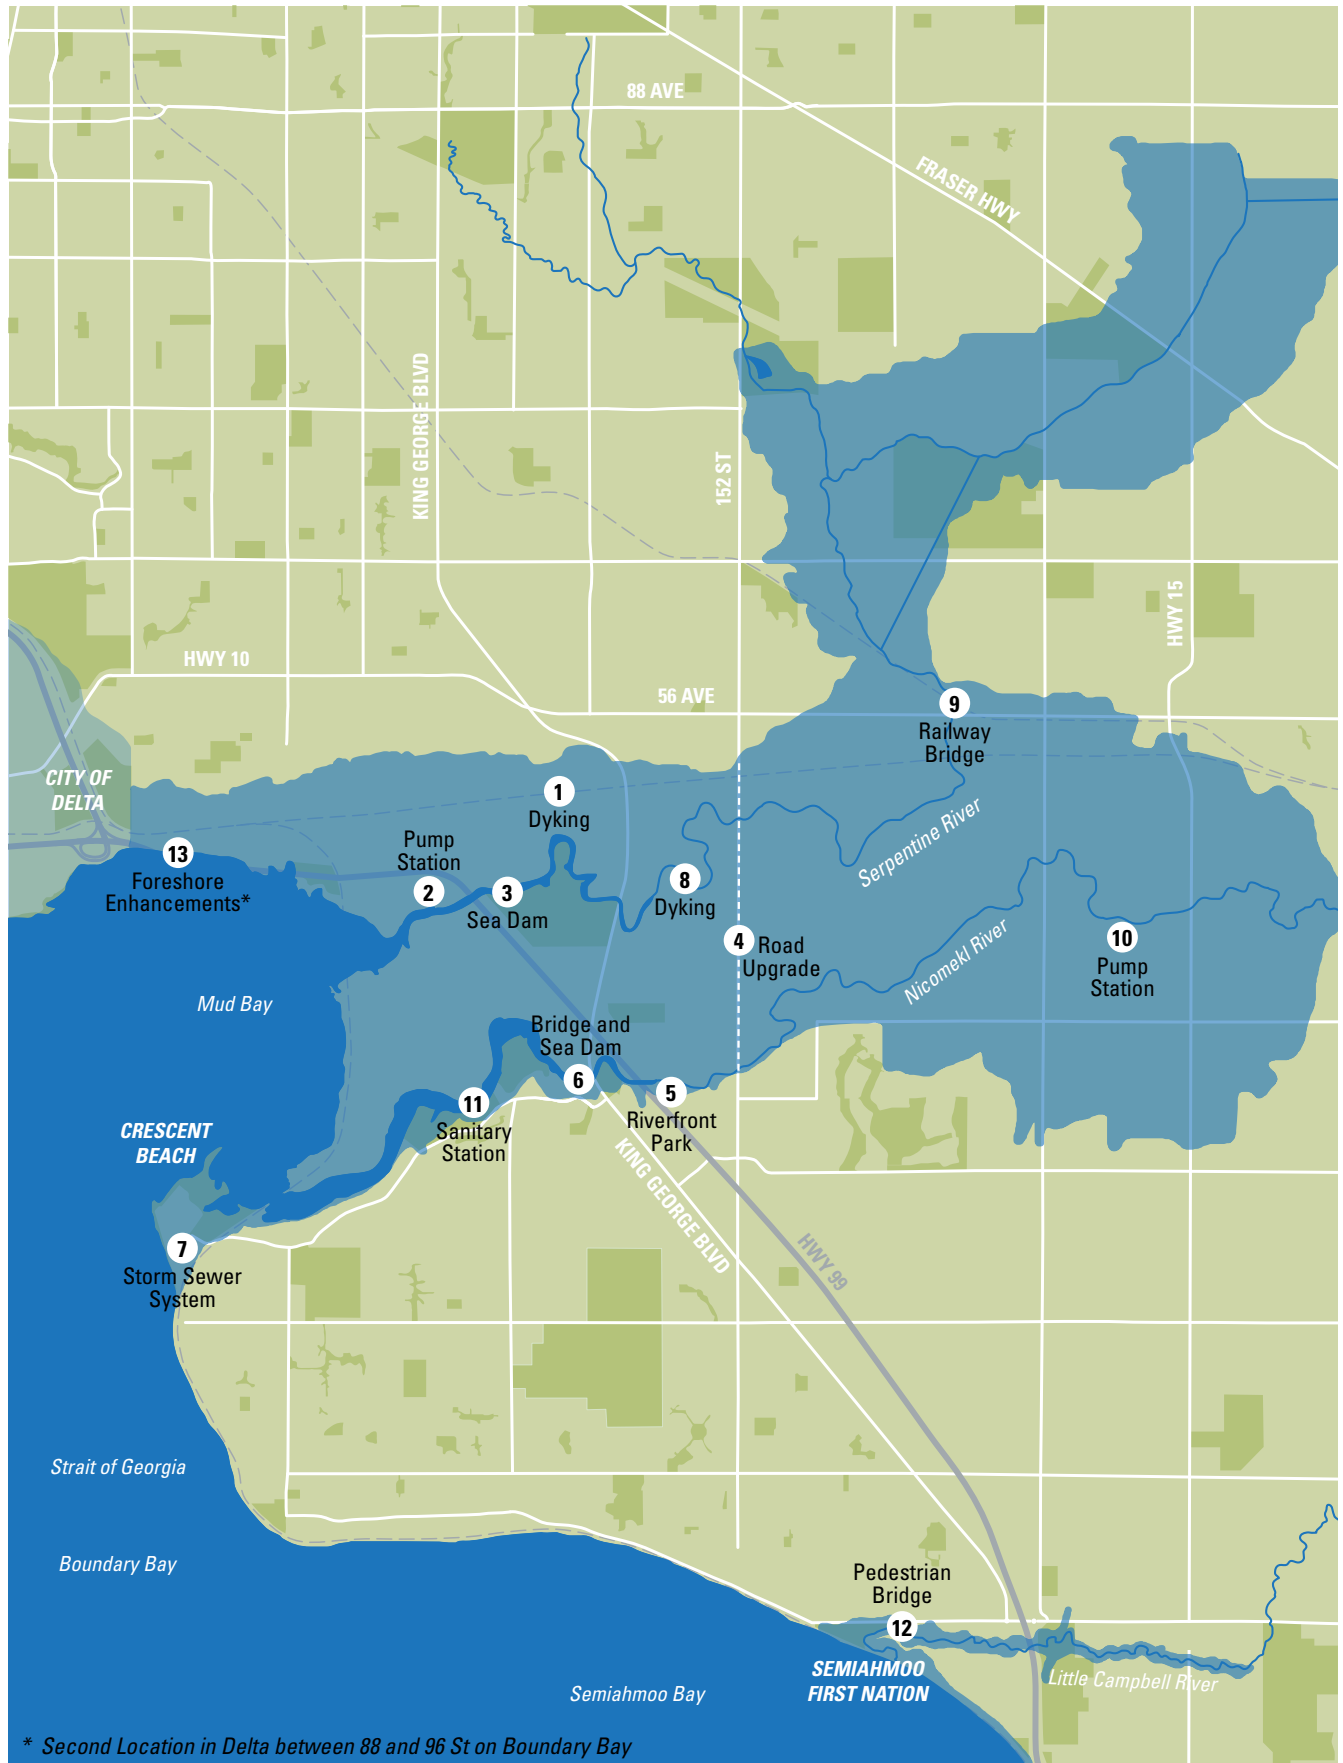 88 AVE
FRASER HWY
KING GEORGE BLVD
152 ST
HWY 15
HWY 10
56 AVE
9
Railway
Bridge
CITY OF
DELTA
1
Dyking
Pump
Station
2
3
Sea Dam
13
Foreshore
Enhancements*
8
Dyking
Serpentine River
4
Road
Upgrade
Nicomekl River
10
Pump
Station
Mud Bay
Bridge and
Sea Dam
6
5
Riverfront
Park
11
Sanitary
Station
CRESCENT
BEACH
KING GEORGE BLVD
HWY 99
7
Storm Sewer
System
Strait of Georgia
Boundary Bay
Pedestrian
Bridge
12
SEMIAHMOO
FIRST NATION
Little Campbell River
Semiahmoo Bay
* Second Location in Delta between 88 and 96 St on Boundary Bay